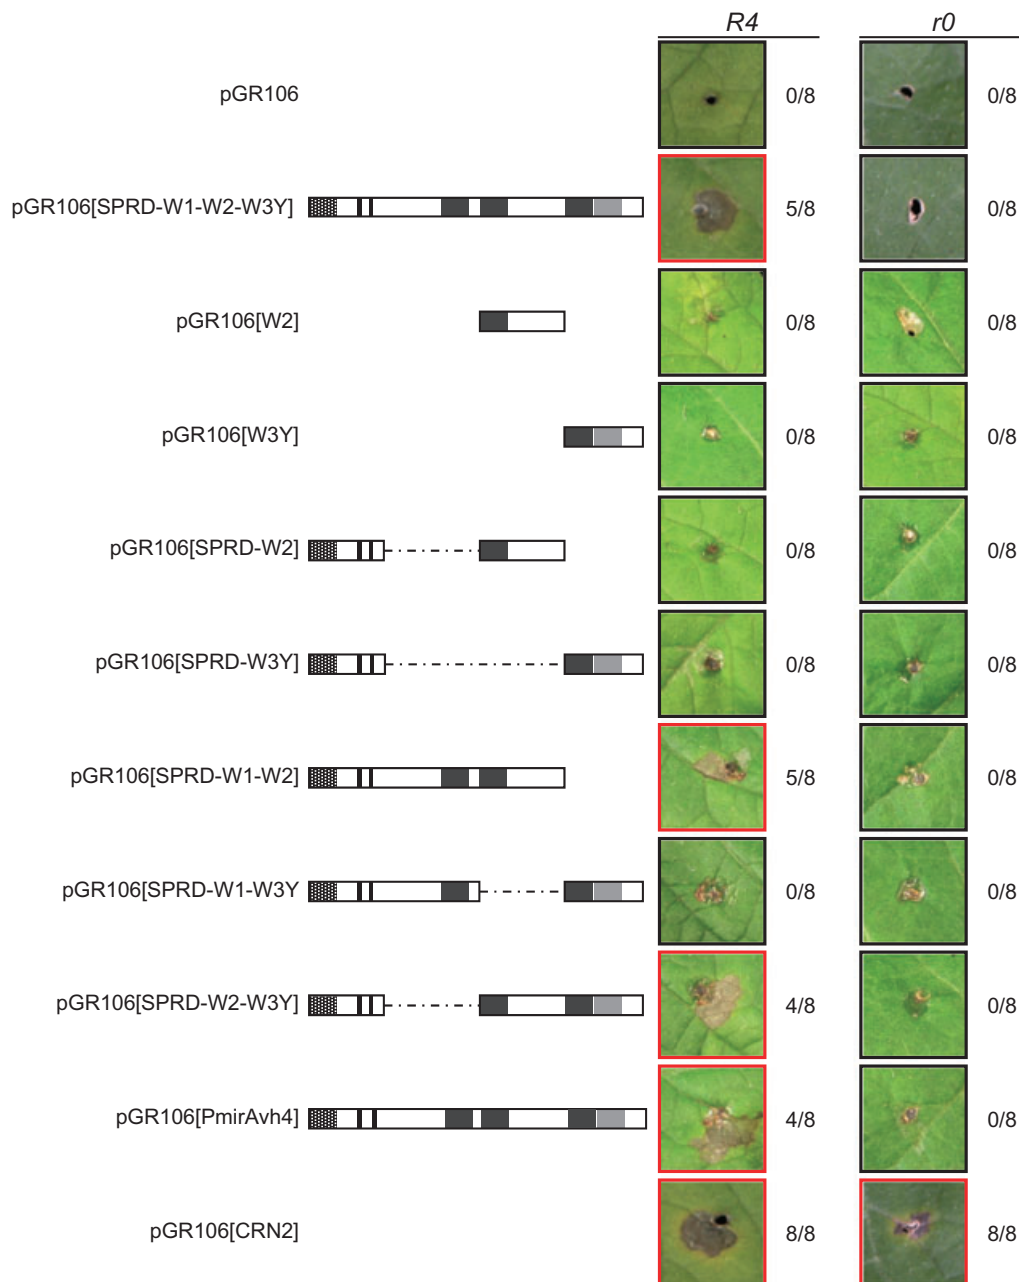 R4 r0
pGR106 0/8 0/8
pGR106[SPRD-W1-W2-W3Y] 5/8 0/8
pGR106[W2] 0/8 0/8
pGR106[W3Y] 0/8 0/8
pGR106[SPRD-W2] 0/8 0/8
pGR106[SPRD-W3Y] 0/8 0/8
pGR106[SPRD-W1-W2] 5/8 0/8
pGR106[SPRD-W1-W3Y 0/8 0/8
pGR106[SPRD-W2-W3Y] 4/8 0/8
pGR106[PmirAvh4] 4/8 0/8
pGR106[CRN2] 8/8 8/8